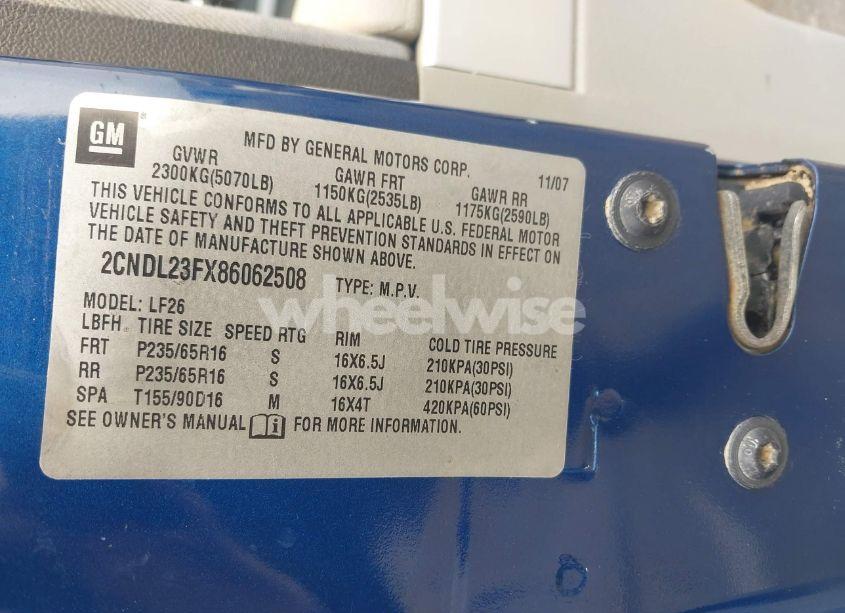 GM
MFD BY GENERAL MOTORS CORP. 11/07
GVWR GAWR FRT GAWR RR
2300KG(5070LB) 1150KG(2535LB) 1175KG(2590LB)
THIS VEHICLE CONFORMS TO ALL APPLICABLE U.S. FEDERAL MOTOR
VEHICLE SAFETY AND THEFT PREVENTION STANDARDS IN EFFECT ON
THE DATE OF MANUFACTURE SHOWN ABOVE.
2CNDL23FX86062508 TYPE: M.P.V.
wheelwise
MODEL: LF26
LBFH TIRE SIZE SPEED RTG RIM COLD TIRE PRESSURE
FRT P235/65R16 S 16X6.5J 210KPA(30PSI)
RR P235/65R16 S 16X6.5J 210KPA(30PSI)
SPA T155/90D16 M 16X4T 420KPA(60PSI)
SEE OWNER'S MANUAL i FOR MORE INFORMATION.